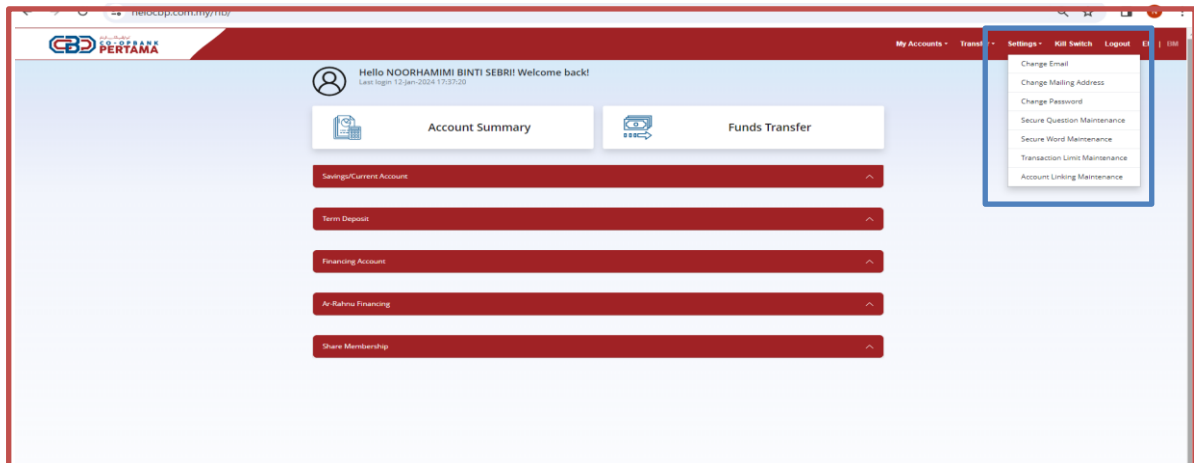 helocbp.com.my/rib/
CBP CO-OPBANK
PERTAMA
My Accounts Transfer Settings Kill Switch Logout EN | BM
Change Email
Change Mailing Address
Change Password
Secure Question Maintenance
Secure Word Maintenance
Transaction Limit Maintenance
Account Linking Maintenance
Hello NOORHAMIMI BINTI SEBRI! Welcome back!
Last login 12-Jan-2024 17:37:20
Account Summary
Funds Transfer
Savings/Current Account
Term Deposit
Financing Account
Ar-Rahnu Financing
Share Membership